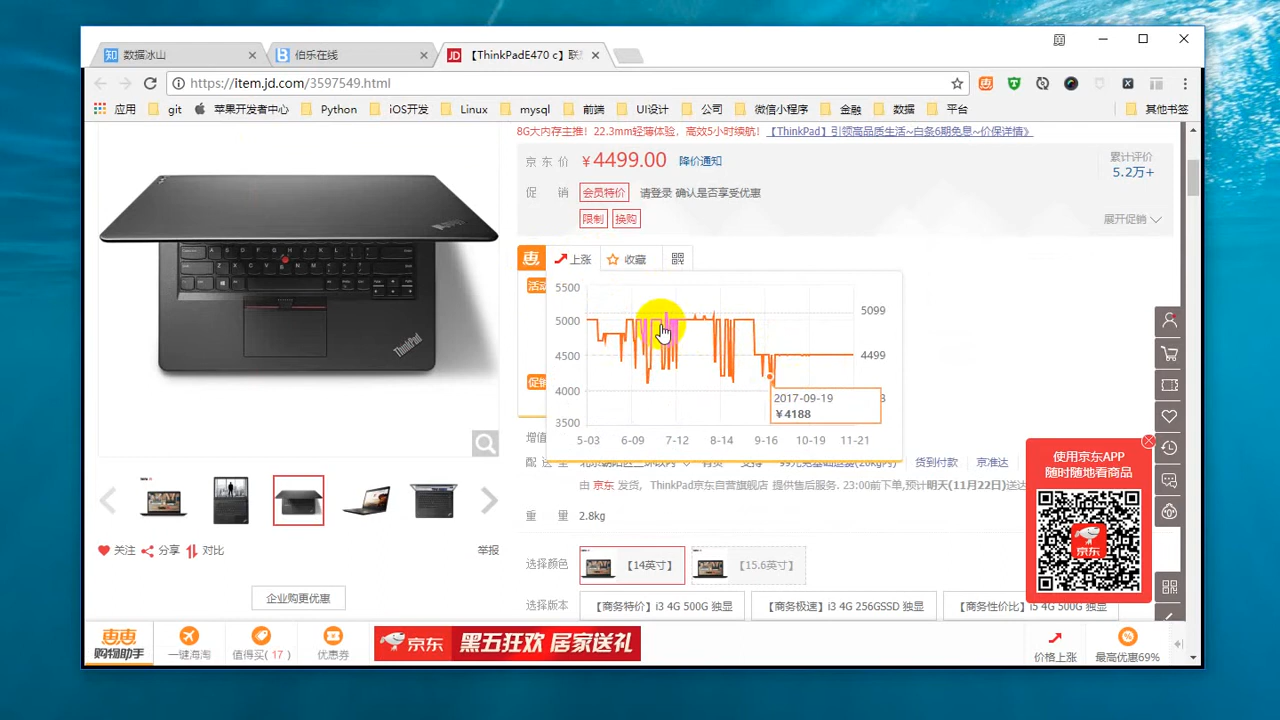 数据冰山
伯乐在线
【ThinkPadE470 c】联
https://item.jd.com/3597549.html
应用
git
苹果开发者中心
Python
iOS开发
Linux
mysql
前端
UI设计
公司
微信小程序
金融
数据
平台
其他书签
8G大内存主推！22.3mm轻薄体验，高效5小时续航！【ThinkPad】引领高品质生活~白条6期免息~价保详情》
京 东 价 ￥4499.00 降价通知
累计评价
5.2万+
促 销 会员特价 请登录 确认是否享受优惠
限制 换购
展开促销
惠 上涨 收藏
活动
5500
5000
4500
4000
3500
5099
4499
2017-09-19
￥4188
5-03 6-09 7-12 8-14 9-16 10-19 11-21
促销
增值
配 送 至
货到付款 京准达
由 京东 发货, ThinkPad京东自营旗舰店 提供售后服务. 23:00前下单,预计明天(11月22日)送达
重 量 2.8kg
选择颜色 【14英寸】 【15.6英寸】
选择版本 【商务特价】i3 4G 500G 独显 【商务极速】i3 4G 256GSSD 独显 【商务性价比】i5 4G 500G 独显
ThinkPad
关注 分享 对比 举报
企业购更优惠
使用京东APP
随时随地看商品
京东
惠惠
购物助手
一键海淘
值得买 ( 17 )
优惠券
京东 黑五狂欢 居家送礼
价格上涨
最高优惠69%